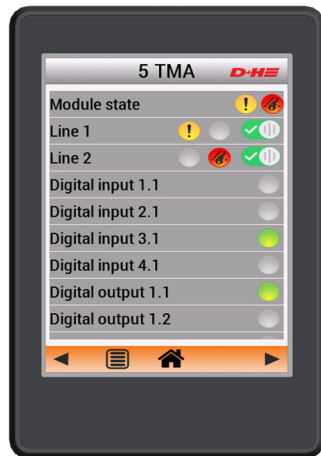 5 TMA D+H
Module state
Line 1
Line 2
Digital input 1.1
Digital input 2.1
Digital input 3.1
Digital input 4.1
Digital output 1.1
Digital output 1.2